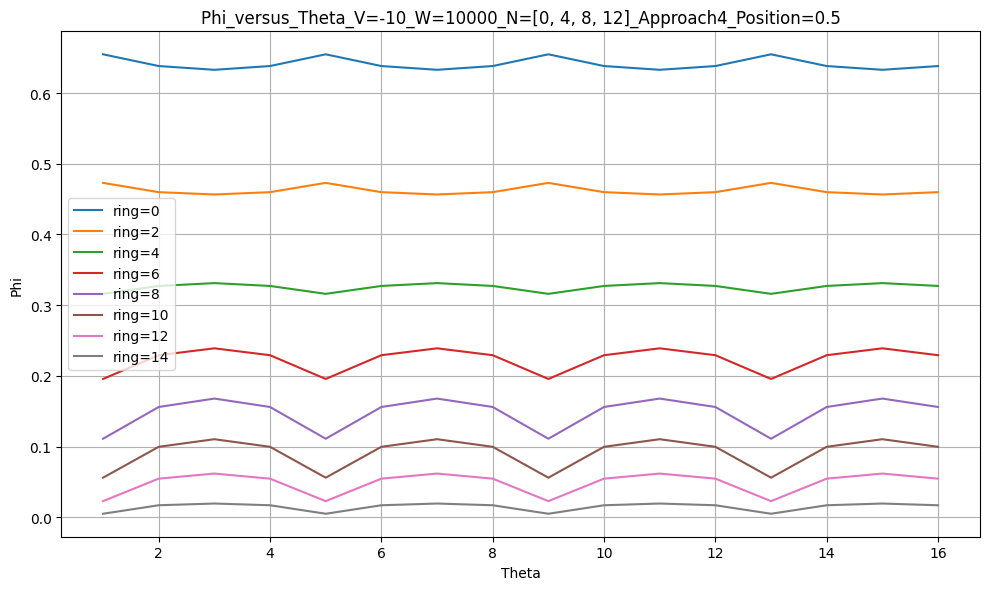 Phi_versus_Theta_V=-10_W=10000_N=[0, 4, 8, 12]_Approach4_Position=0.5
0.6
0.5
0.4
0.3
0.2
0.1
0.0
Phi
ring=0
ring=2
ring=4
ring=6
ring=8
ring=10
ring=12
ring=14
2 4 6 8 10 12 14 16
Theta